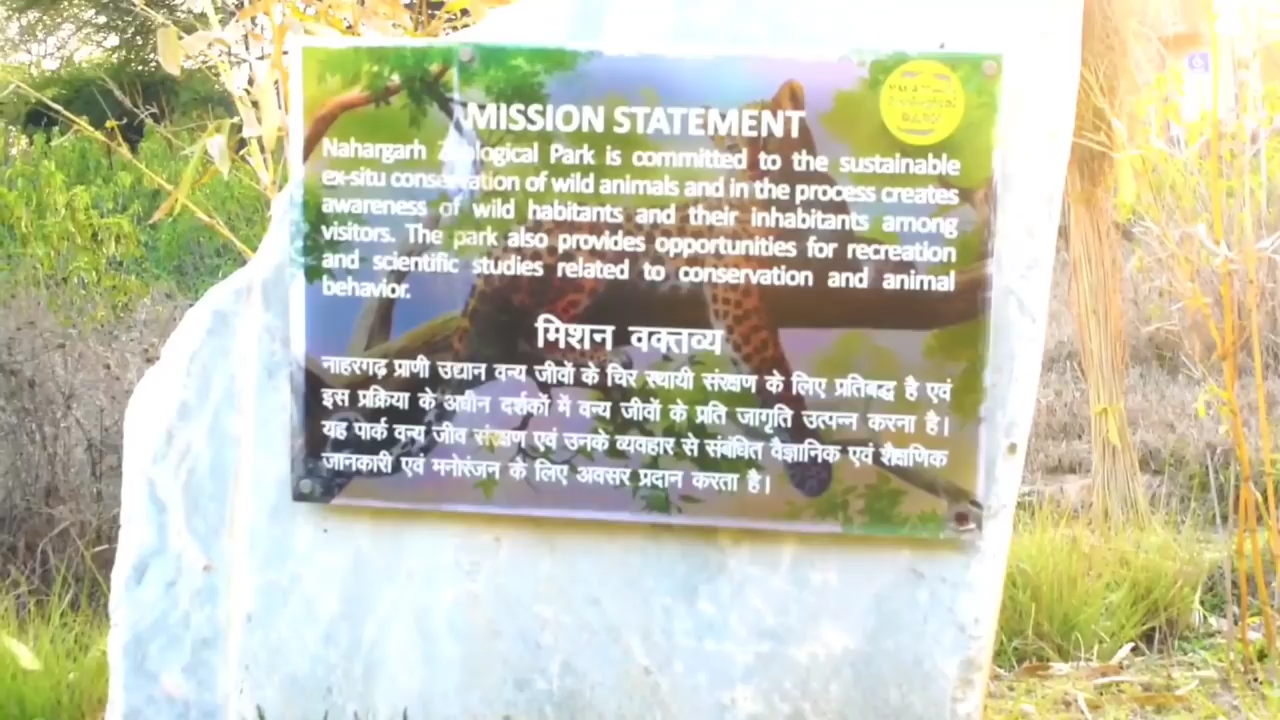 MISSION STATEMENT
Nahargarh Zoological Park is committed to the sustainable
ex-situ conservation of wild animals and in the process creates
awareness of wild habitants and their inhabitants among
visitors. The park also provides opportunities for recreation
and scientific studies related to conservation and animal
behavior.
मिशन वक्तव्य
नाहरगढ़ प्राणी उद्यान वन्य जीवों के चिर स्थायी संरक्षण के लिए प्रतिबद्ध है एवं
इस प्रक्रिया के अधीन दर्शकों में वन्य जीवों के प्रति जागृति उत्पन्न करना है।
यह पार्क वन्य जीव संरक्षण एवं उनके व्यवहार से संबंधित वैज्ञानिक एवं शैक्षणिक
जानकारी एवं मनोरंजन के लिए अवसर प्रदान करता है।